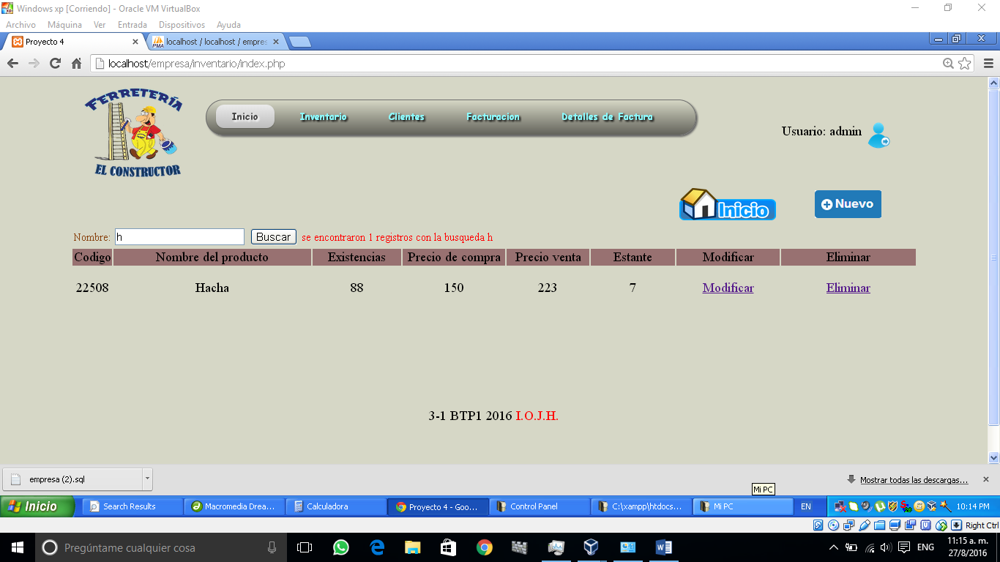 Windows xp [Corriendo] - Oracle VM VirtualBox
Archivo Máquina Ver Entrada Dispositivos Ayuda
Proyecto 4
localhost / localhost / empres
localhost/empresa/inventario/index.php
FERRETERÍA
EL CONSTRUCTOR
Inicio Inventario Clientes Facturacion Detalles de Factura
Usuario: admin
Inicio
Nuevo
Nombre: h Buscar se encontraron 1 registros con la busqueda h
Codigo Nombre del producto Existencias Precio de compra Precio venta Estante Modificar Eliminar
22508 Hacha 88 150 223 7 Modificar Eliminar
3-1 BTP1 2016 I.O.J.H.
empresa (2).sql
Mostrar todas las descargas...
Mi PC
Inicio Search Results Macromedia Drea... Calculadora Proyecto 4 - Goo... Control Panel C:\xampp\htdocs... Mi PC EN 10:14 PM
Right Ctrl
Pregúntame cualquier cosa
ENG
11:15 a. m.
27/8/2016